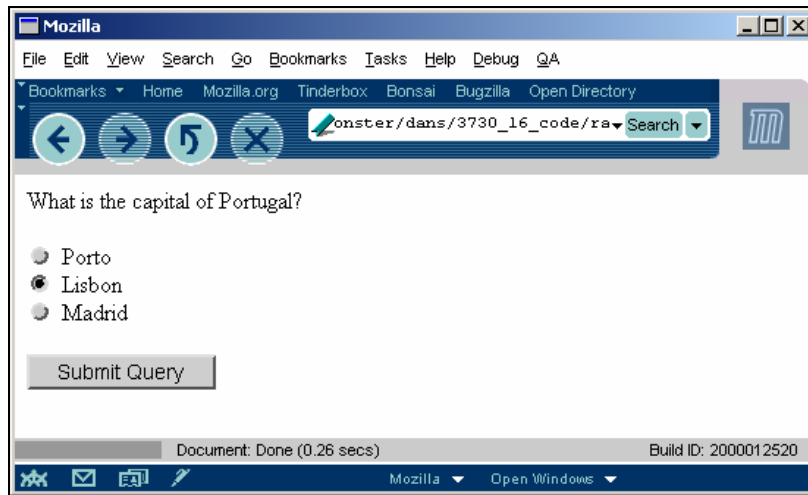 Mozilla
File Edit View Search Go Bookmarks Tasks Help Debug QA
Bookmarks Home Mozilla.org Tinderbox Bonsai Bugzilla Open Directory
onster/dans/3730_16_code/ra Search
What is the capital of Portugal?
Porto
Lisbon
Madrid
Submit Query
Document: Done (0.26 secs) Build ID: 2000012520
Mozilla Open Windows